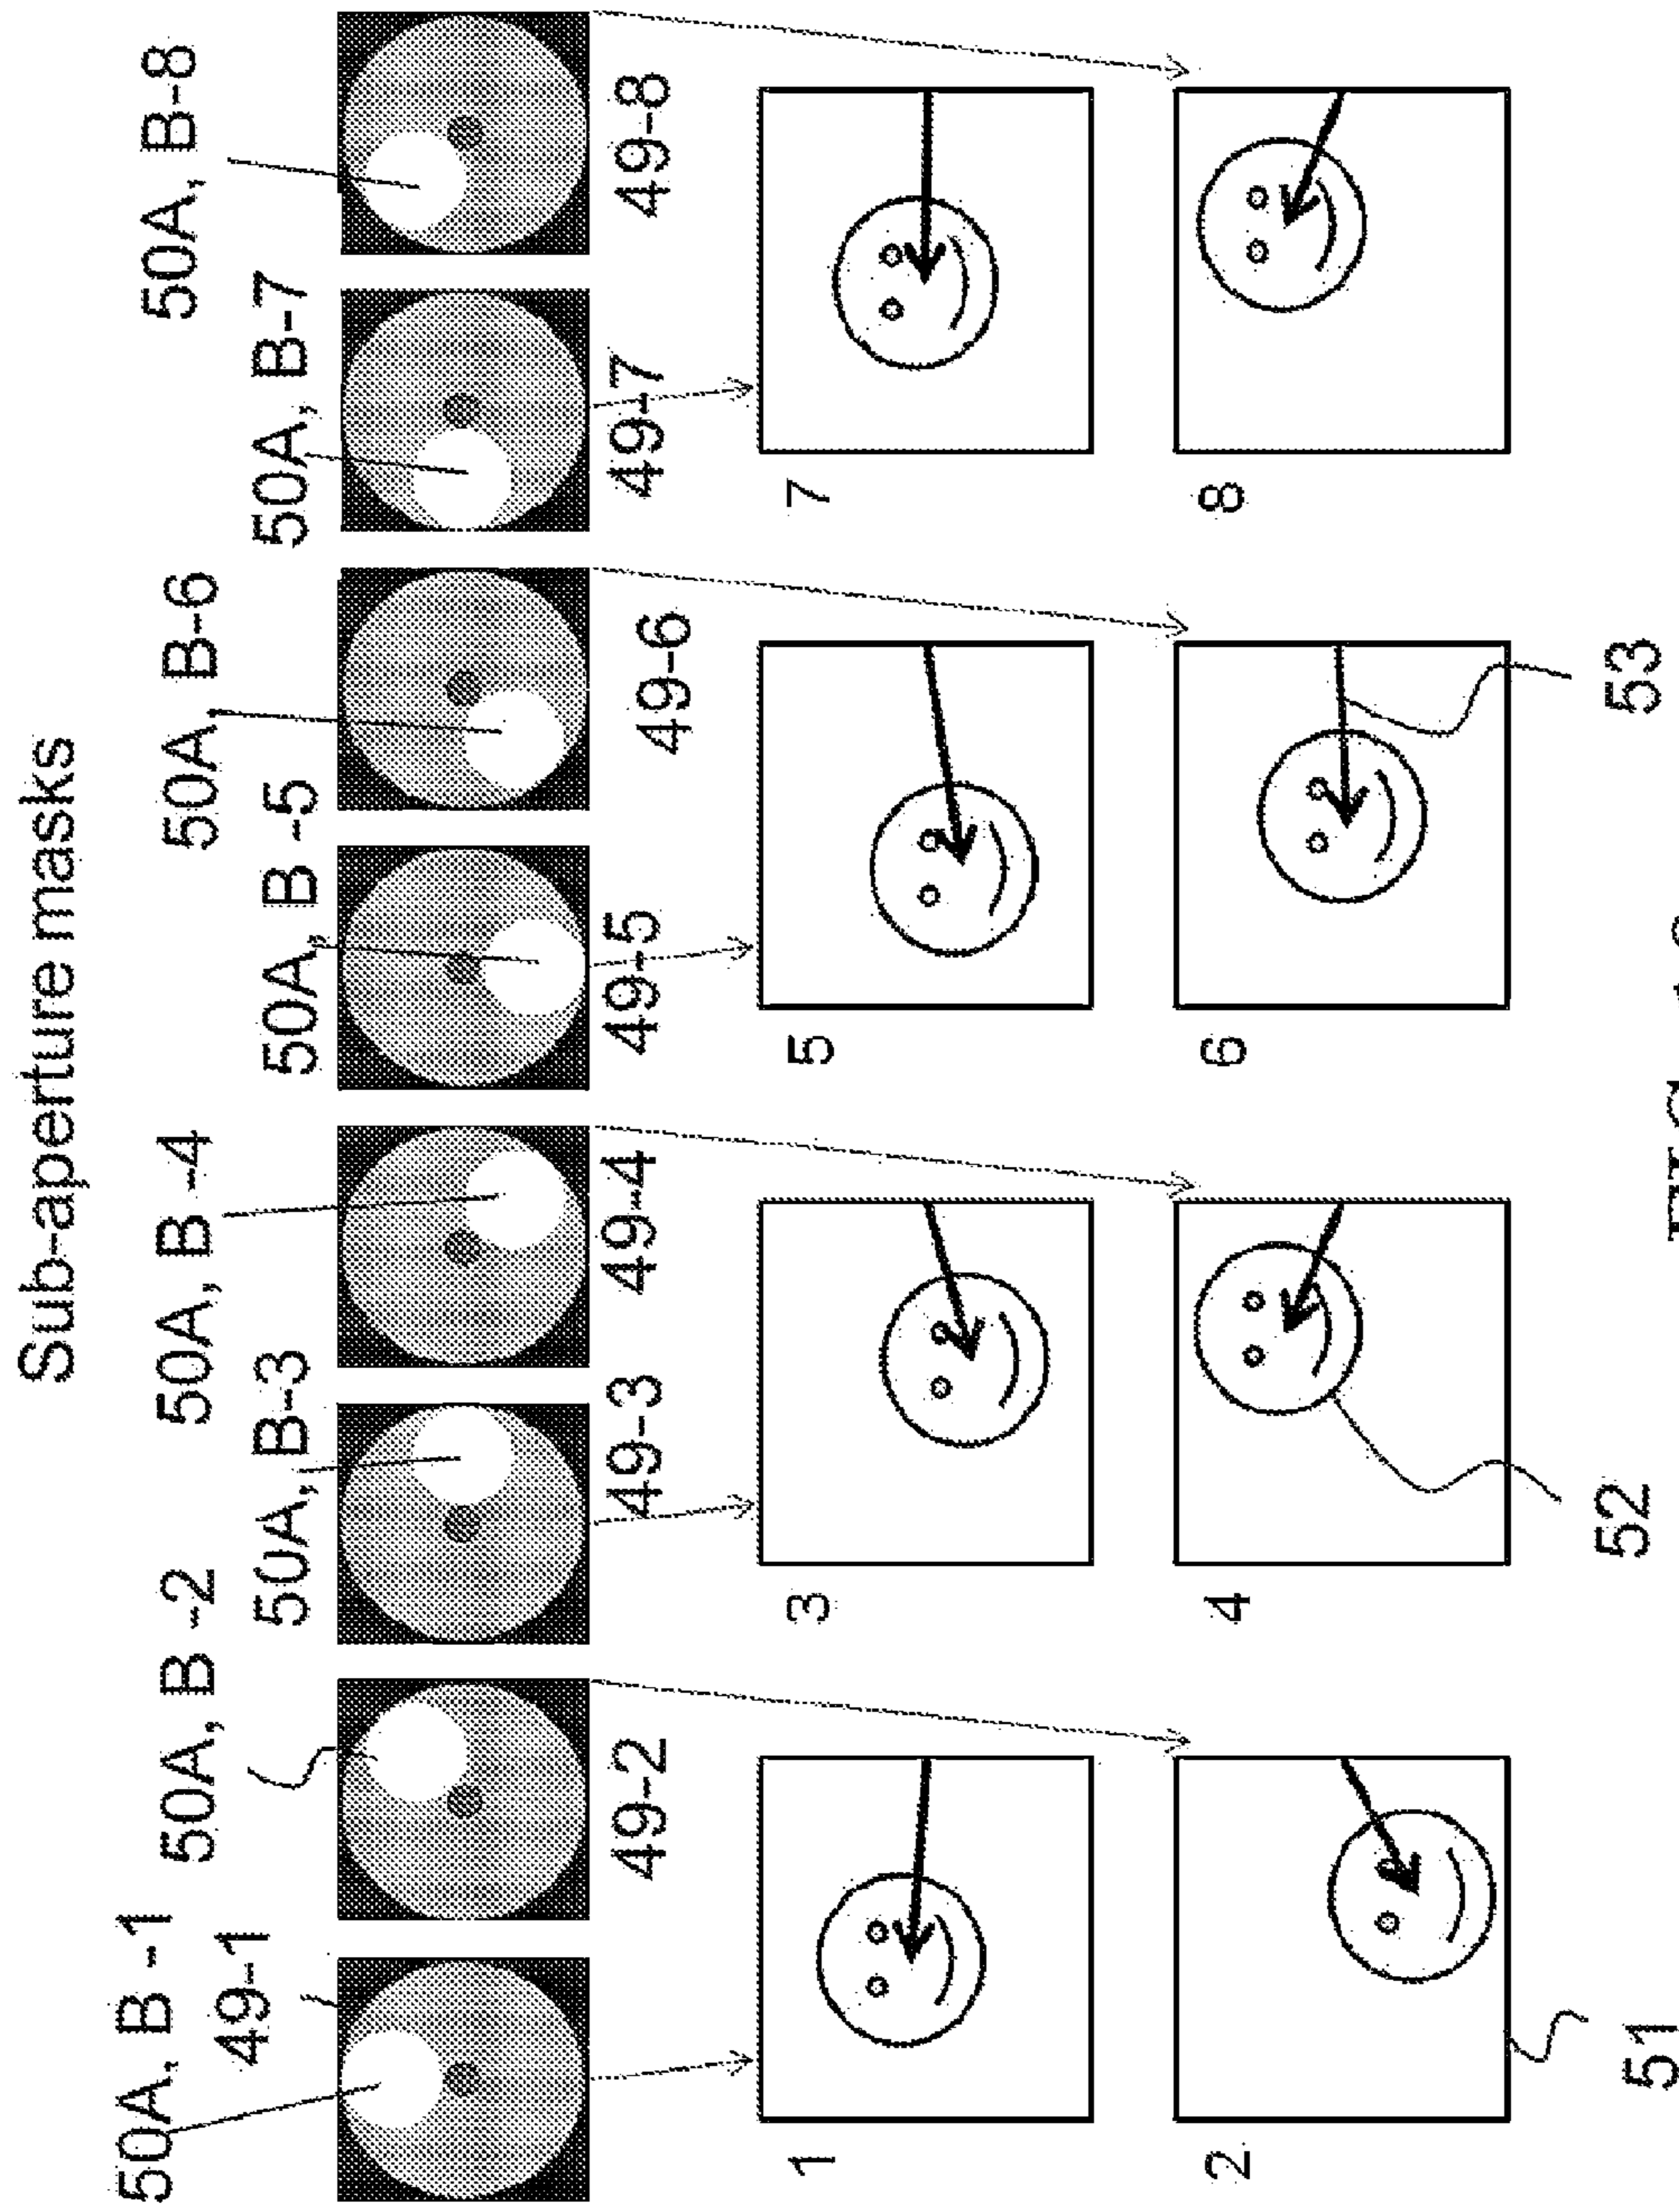 Sub-aperture masks
50A, B -1
50A, B -2
50A, B-3
50A, B -4
50A, B -5
50A, B-6
50A, B-7
50A, B-8
49-1
49-2
49-3
49-4
49-5
49-6
49-7
49-8
1
3
5
7
2
4
6
8
51
52
53